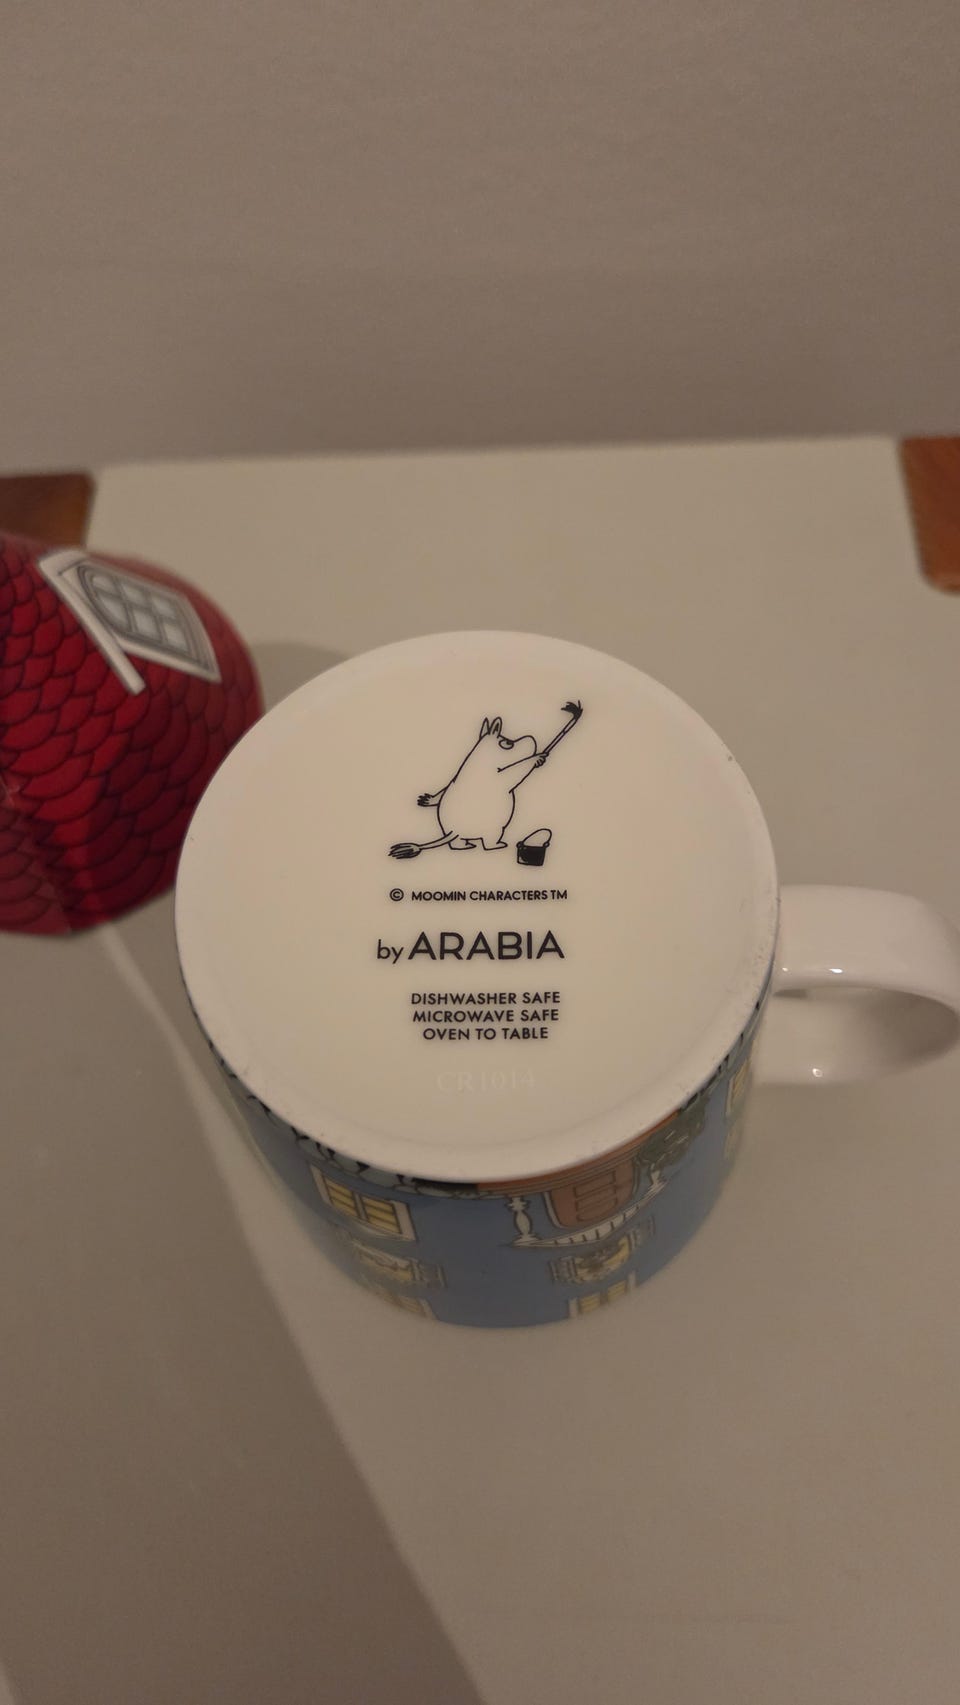 © MOOMIN CHARACTERS TM
by ARABIA
DISHWASHER SAFE
MICROWAVE SAFE
OVEN TO TABLE
CR1014